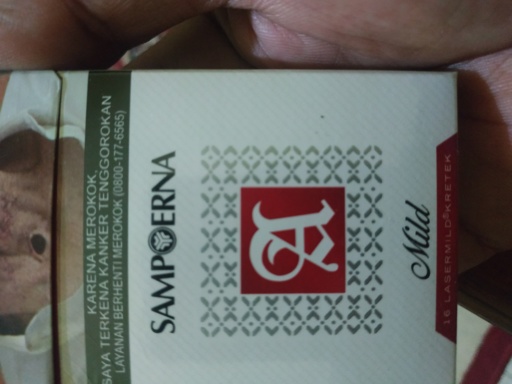 KARENA MEROKOK,
SAYA TERKENA KANKER TENGGOROKAN
LAYANAN BERHENTI MEROKOK (0800-177-6565)
SAMPOERNA
A
Mild
16 LASERMILD® KRETEK